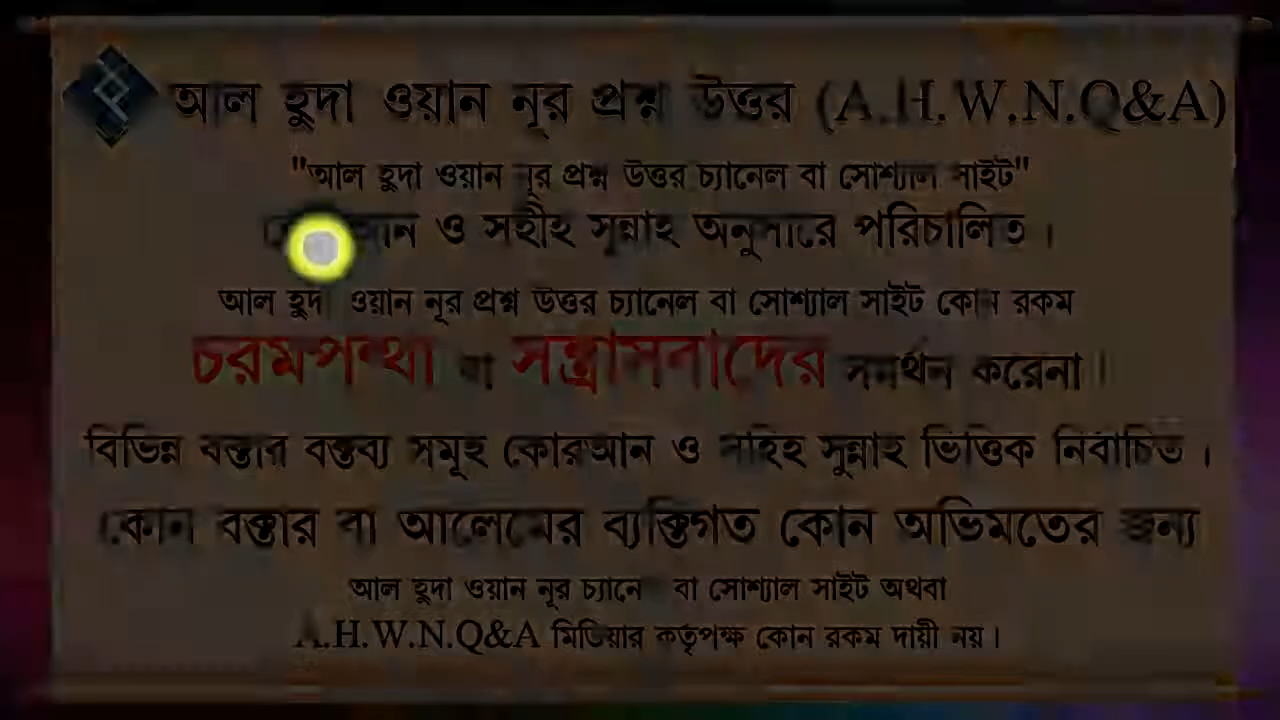 আল হুদা ওয়ান নূর প্রশ্ন উত্তর (A.H.W.N.Q&A)
"আল হুদা ওয়ান নূর প্রশ্ন উত্তর চ্যানেল বা সোশ্যাল সাইট"
ও সহীহ সুন্নাহ অনুসারে পরিচালিত ।
আল হুদা ওয়ান নূর প্রশ্ন উত্তর চ্যানেল বা সোশ্যাল সাইট কোন রকম
চরমপন্থা বা সন্ত্রাসবাদের সমর্থন করেনা ।
বিভিন্ন বক্তার বক্তব্য সমূহ কোরআন ও সহিহ সুন্নাহ ভিত্তিক নির্বাচিত ।
কোন বক্তার বা আলেমের ব্যক্তিগত কোন অভিমতের জন্য
আল হুদা ওয়ান নূর চ্যানেল বা সোশ্যাল সাইট অথবা
A.H.W.N.Q&A মিডিয়ার কর্তৃপক্ষ কোন রকম দায়ী নয় ।